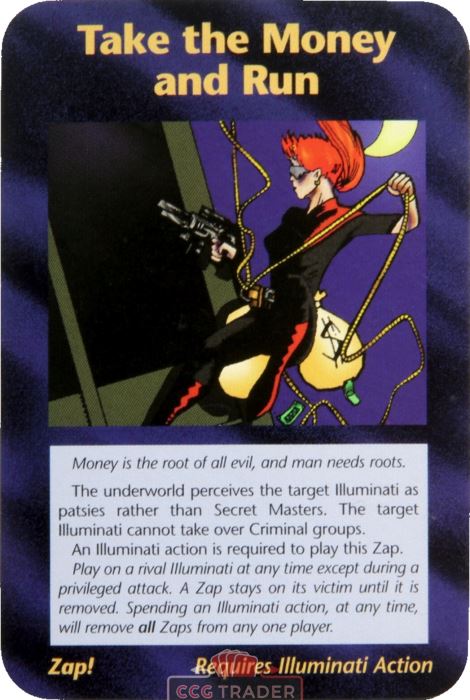 Take the Money
and Run
$
Money is the root of all evil, and man needs roots.
The underworld perceives the target Illuminati as
patsies rather than Secret Masters. The target
Illuminati cannot take over Criminal groups.
An Illuminati action is required to play this Zap.
Play on a rival Illuminati at any time except during a
privileged attack. A Zap stays on its victim until it is
removed. Spending an Illuminati action, at any time,
will remove all Zaps from any one player.
Zap!
Requires Illuminati Action
CCG TRADER